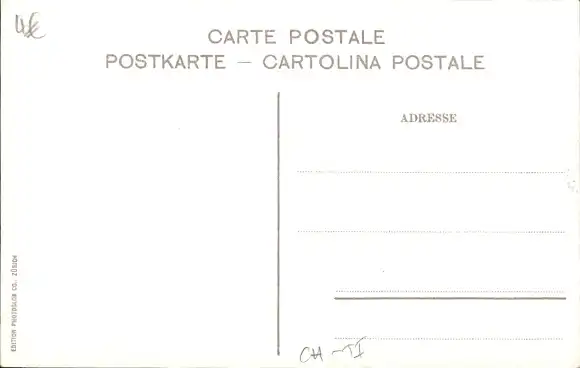 CARTE POSTALE
POSTKARTE – CARTOLINA POSTALE
ADRESSE
EDITION PHOTOGLOB CO., ZÜRICH
CH – TI